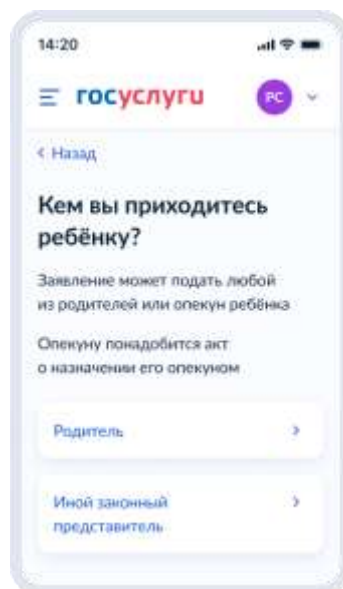 14:20
госуслуги
РС
Назад
Кем вы приходитесь
ребёнку?
Заявление может подать любой
из родителей или опекун ребёнка
Опекуну понадобится акт
о назначении его опекуном
Родитель
Иной законный
представитель